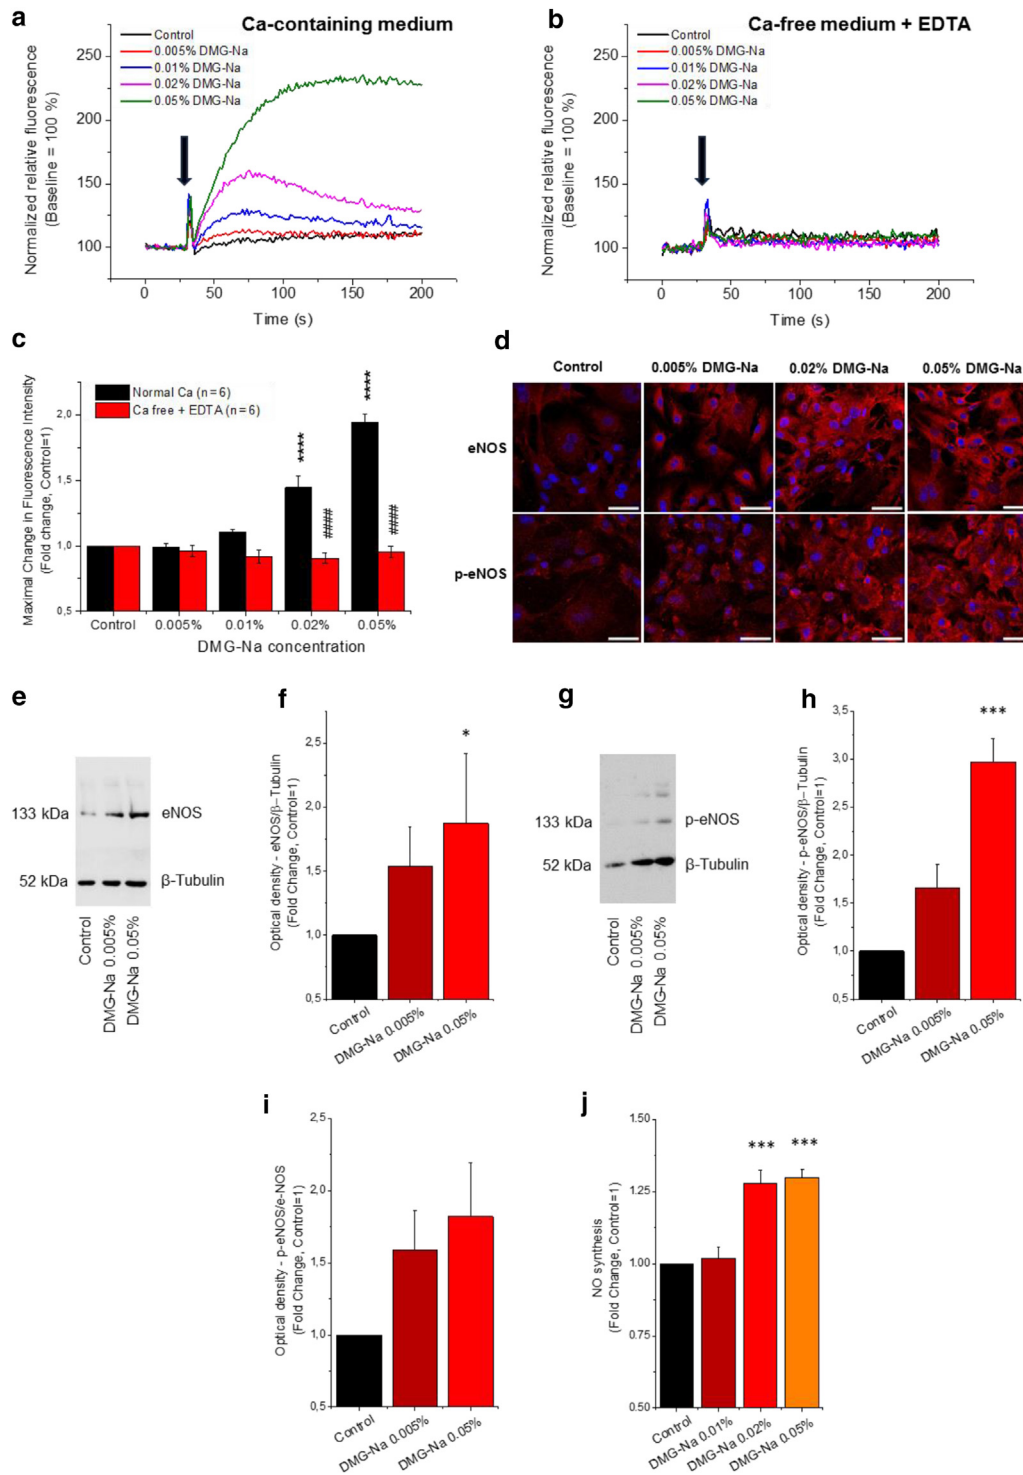 a
Ca-containing medium
Control
0.005% DMG-Na
0.01% DMG-Na
0.02% DMG-Na
0.05% DMG-Na
Normalized relative fluorescence
(Baseline = 100 %)
250
200
150
100
0
50
100
150
200
Time (s)
b
Ca-free medium + EDTA
Control
0.005% DMG-Na
0.01% DMG-Na
0.02% DMG-Na
0.05% DMG-Na
Normalized relative fluorescence
(Baseline = 100 %)
250
200
150
100
0
50
100
150
200
Time (s)
c
Normal Ca (n=6)
Ca free + EDTA (n=6)
Maximal Change in Fluorescence Intensity
(Fold change, Control=1)
2,0
1,5
1,0
0,5
****
####
****
####
Control
0.005%
0.01%
0.02%
0.05%
DMG-Na concentration
d
Control
0.005% DMG-Na
0.02% DMG-Na
0.05% DMG-Na
eNOS
p-eNOS
e
133 kDa
eNOS
52 kDa
β-Tubulin
Control
DMG-Na 0.005%
DMG-Na 0.05%
f
Optical density - eNOS/β-Tubulin
(Fold Change, Control=1)
2,5
2,0
1,5
1,0
0,5
*
Control
DMG-Na 0.005%
DMG-Na 0.05%
g
133 kDa
p-eNOS
52 kDa
β-Tubulin
Control
DMG-Na 0.005%
DMG-Na 0.05%
h
Optical density - p-eNOS/β-Tubulin
(Fold Change, Control=1)
3,5
3,0
2,5
2,0
1,5
1,0
0,5
***
Control
DMG-Na 0.005%
DMG-Na 0.05%
i
Optical density - p-eNOS/e-NOS
(Fold Change, Control=1)
2,5
2,0
1,5
1,0
0,5
Control
DMG-Na 0.005%
DMG-Na 0.05%
j
NO synthesis
(Fold Change, Control=1)
1.50
1.25
1.00
0.75
0.50
***
***
Control
DMG-Na 0.01%
DMG-Na 0.02%
DMG-Na 0.05%